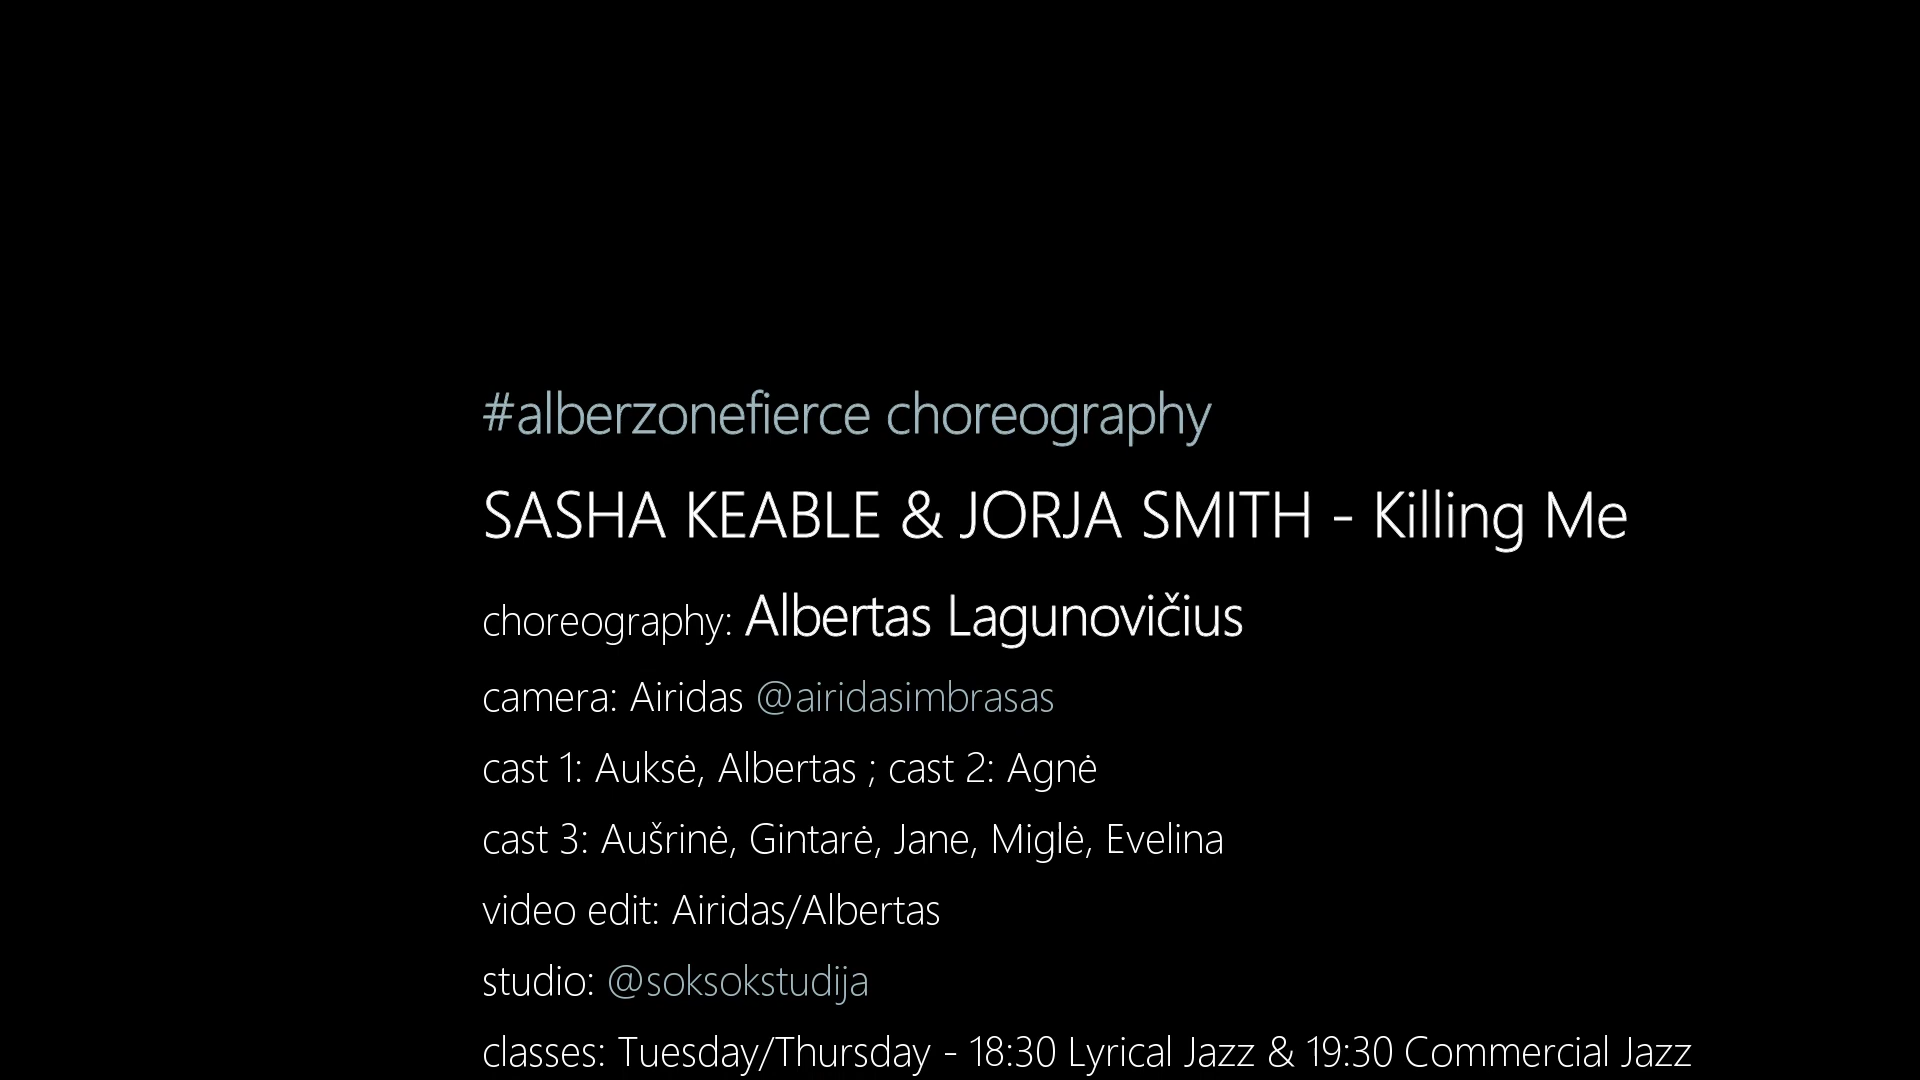 #alberzonefierce choreography
SASHA KEABLE & JORJA SMITH - Killing Me
choreography: Albertas Lagunovičius
camera: Airidas @airidasimbrasas
cast 1: Auksė, Albertas ; cast 2: Agnė
cast 3: Aušrinė, Gintarė, Jane, Miglė, Evelina
video edit: Airidas/Albertas
studio: @soksokstudija
classes: Tuesday/Thursday - 18:30 Lyrical Jazz & 19:30 Commercial Jazz